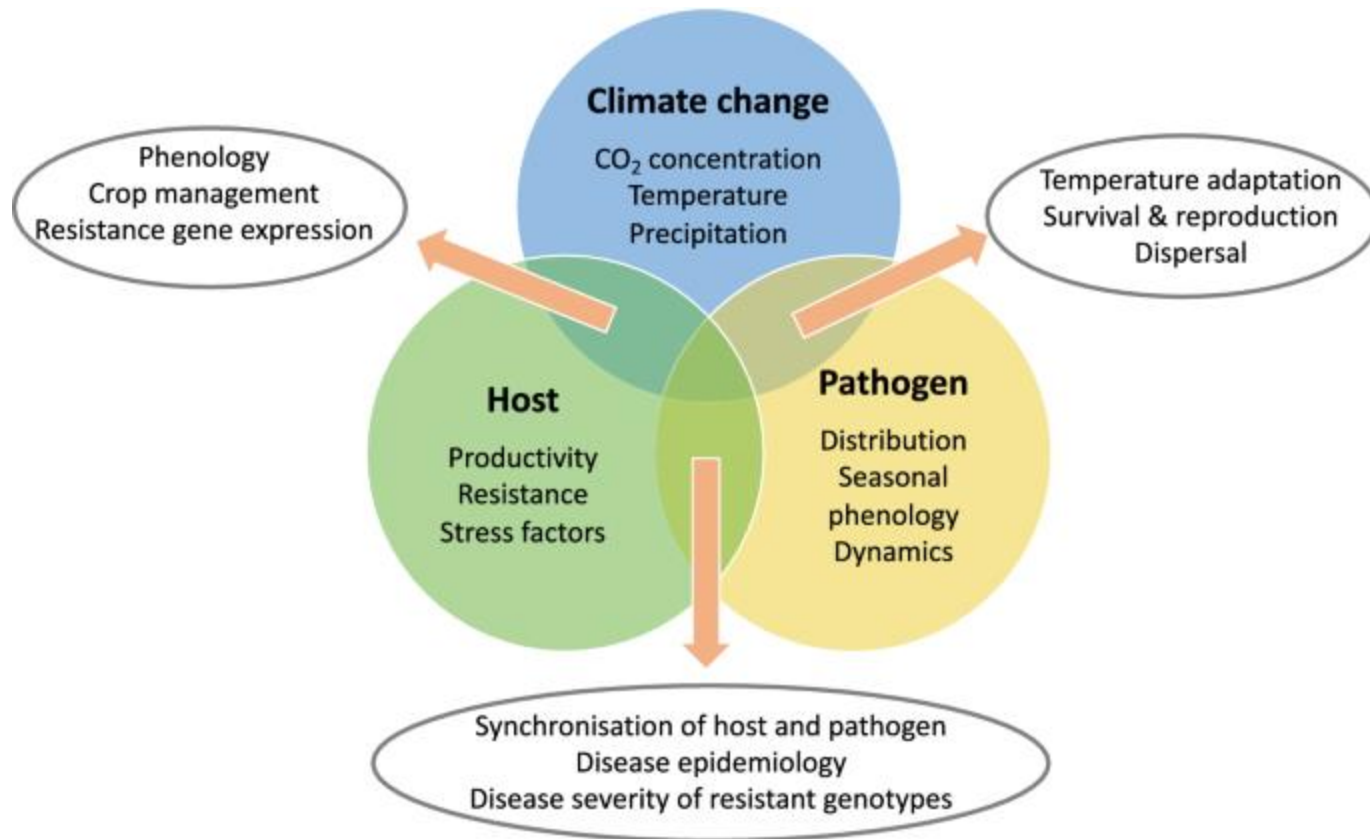 Climate change
CO₂ concentration
Temperature
Precipitation
Phenology
Crop management
Resistance gene expression
Temperature adaptation
Survival & reproduction
Dispersal
Host
Productivity
Resistance
Stress factors
Pathogen
Distribution
Seasonal
phenology
Dynamics
Synchronisation of host and pathogen
Disease epidemiology
Disease severity of resistant genotypes